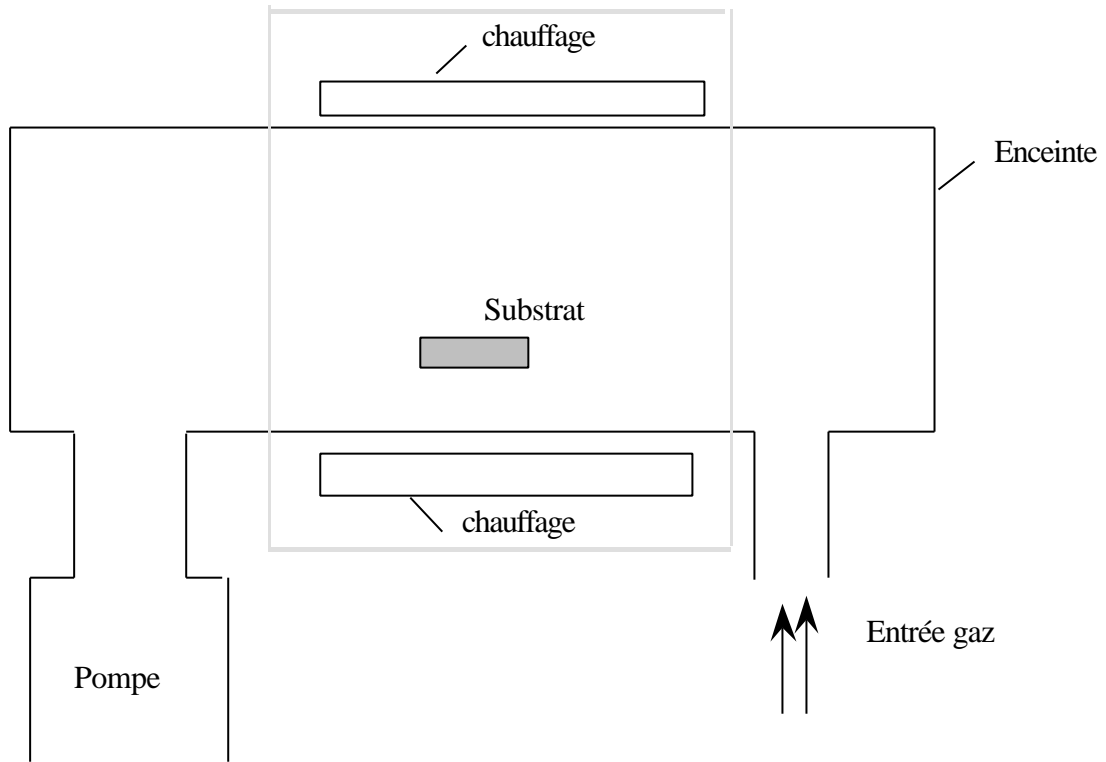 chauffage
Enceinte
Substrat
chauffage
Entrée gaz
Pompe